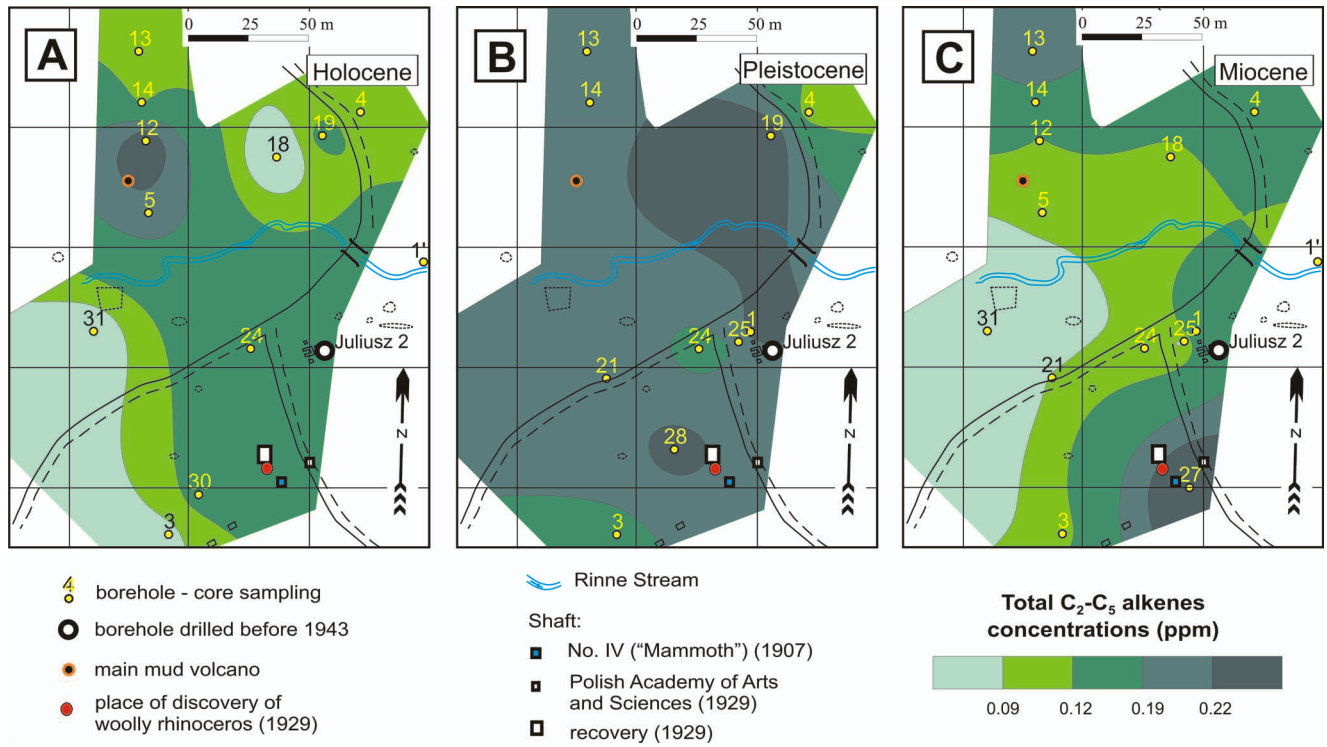 A
0 25 50 m
Holocene
13
14
4
12
19
18
5
1'
31
24
Juliusz 2
N
30
3
B
0 25 50 m
Pleistocene
13
14
4
19
1
24
25
Juliusz 2
21
N
28
3
C
0 25 50 m
Miocene
13
14
4
12
18
5
1'
31
1
24
25
Juliusz 2
21
N
27
3
4 borehole - core sampling
borehole drilled before 1943
main mud volcano
place of discovery of
woolly rhinoceros (1929)
Rinne Stream
Shaft:
No. IV ("Mammoth") (1907)
Polish Academy of Arts
and Sciences (1929)
recovery (1929)
Total C₂-C₅ alkenes
concentrations (ppm)
0.09 0.12 0.19 0.22